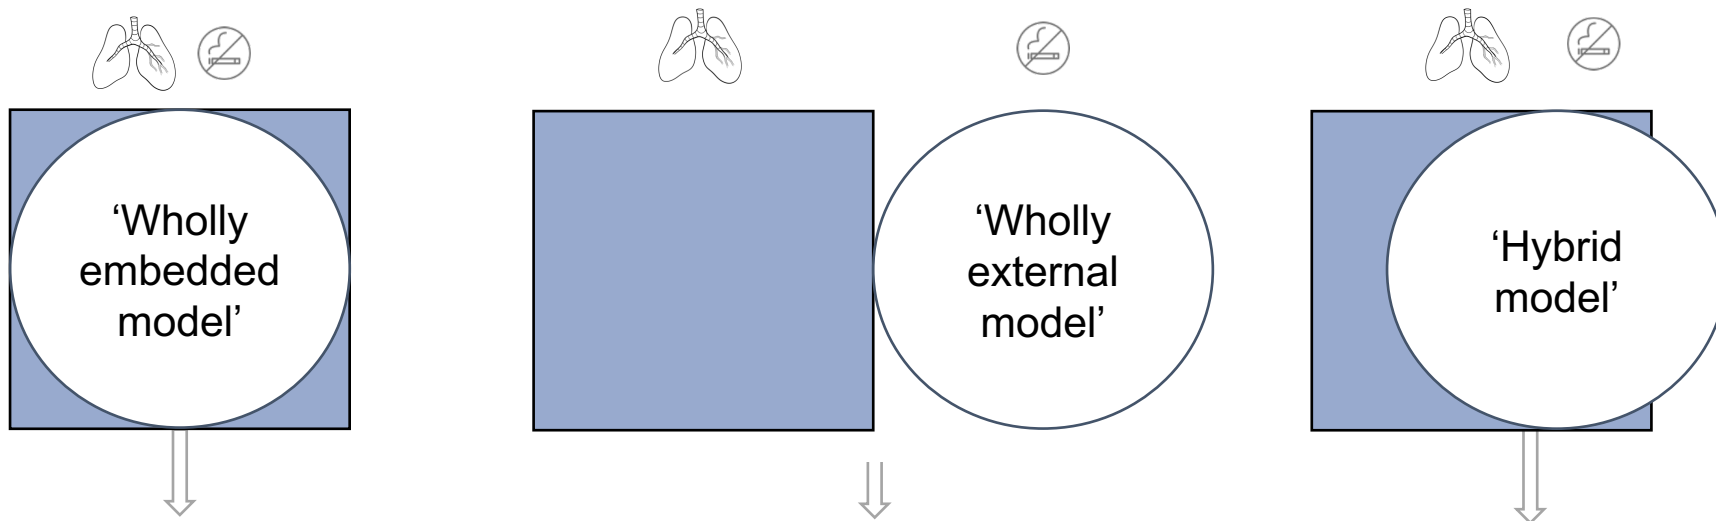 ‘Wholly
embedded
model’
‘Wholly
external
model’
‘Hybrid
model’